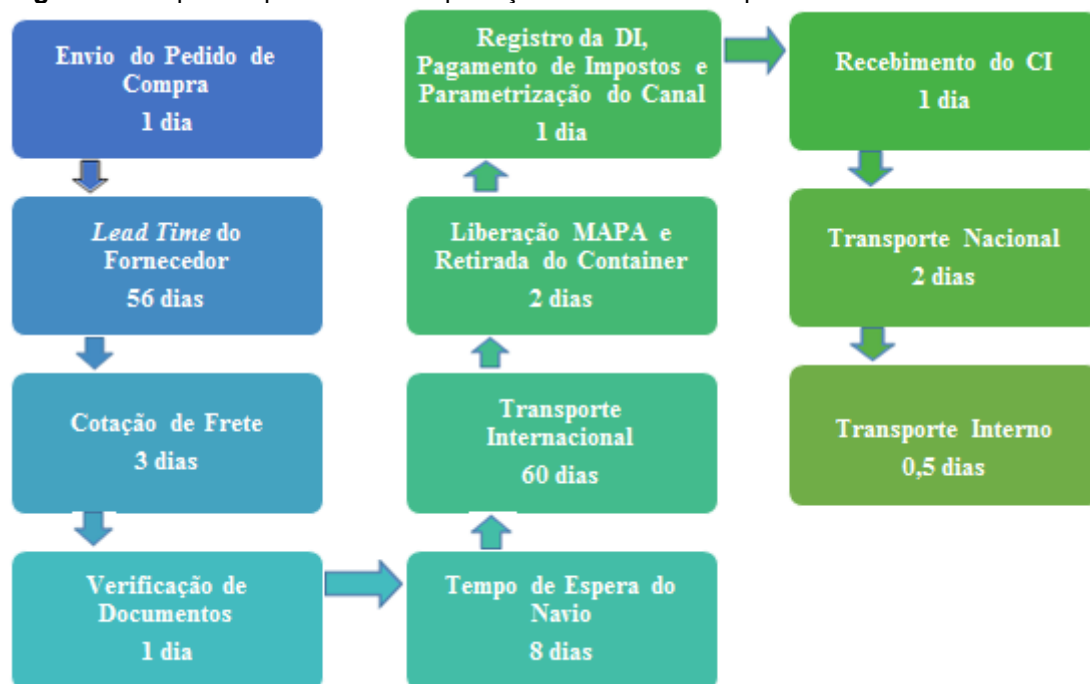 Envio do Pedido de
Compra
1 dia
Lead Time do
Fornecedor
56 dias
Cotação de Frete
3 dias
Verificação de
Documentos
1 dia
Tempo de Espera do
Navio
8 dias
Transporte
Internacional
60 dias
Liberação MAPA e
Retirada do Container
2 dias
Registro da DI,
Pagamento de Impostos e
Parametrização do Canal
1 dia
Recebimento do CI
1 dia
Transporte Nacional
2 dias
Transporte Interno
0,5 dias